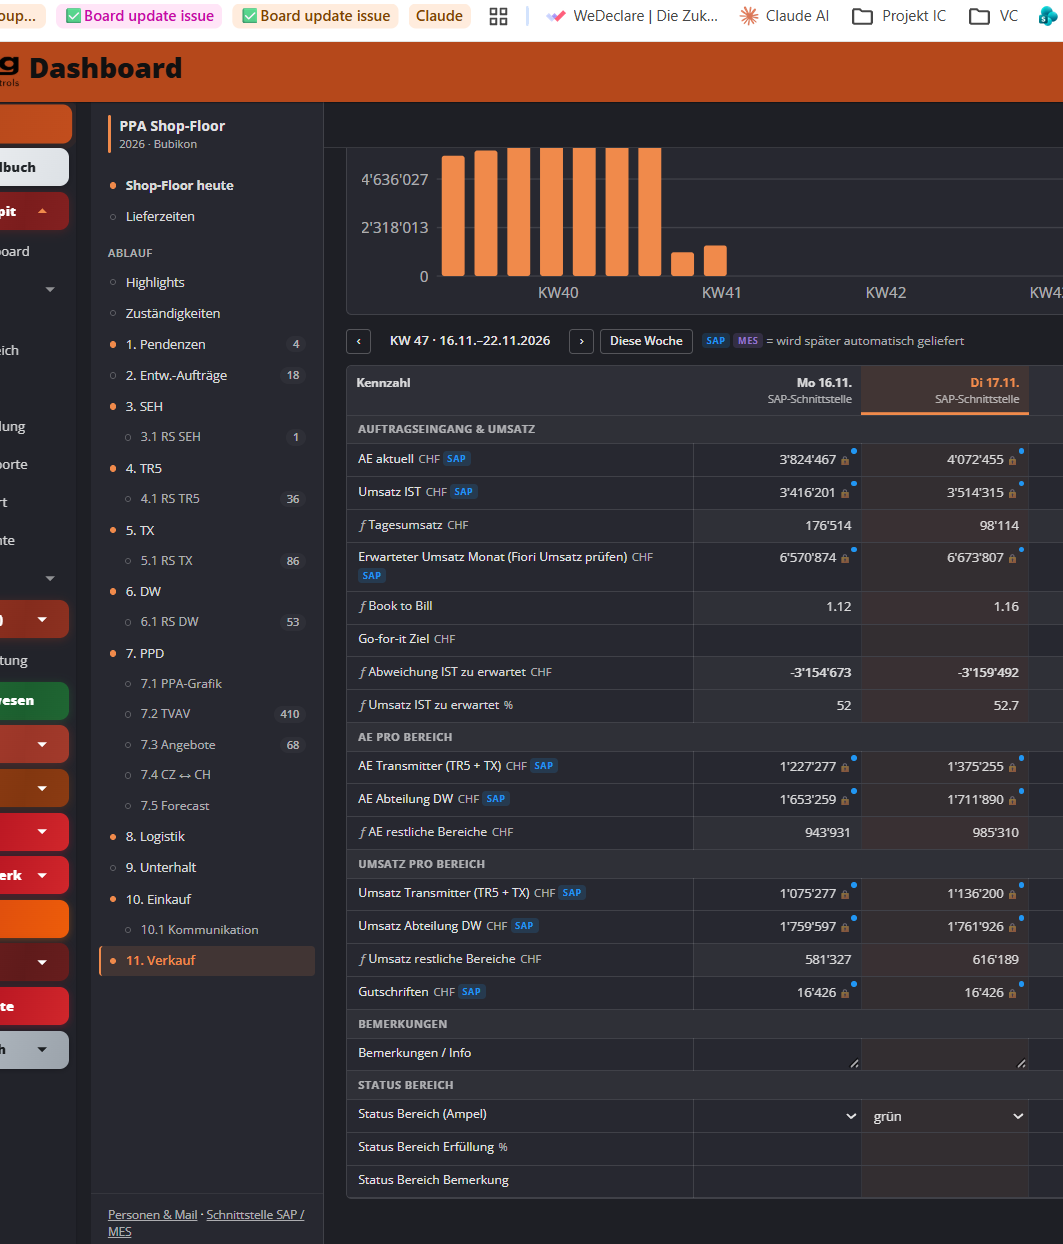 oup...
✅Board update issue
✅Board update issue
Claude
WeDeclare | Die Zuk...
Claude AI
Projekt IC
VC
g
trols
Dashboard
lbuch
pit
oard
eich
lung
porte
rt
nte
)
tung
vesen
erk
te
h
PPA Shop-Floor
2026 · Bubikon
Shop-Floor heute
Lieferzeiten
ABLAUF
Highlights
Zuständigkeiten
1. Pendenzen 4
2. Entw.-Aufträge 18
3. SEH
3.1 RS SEH 1
4. TR5
4.1 RS TR5 36
5. TX
5.1 RS TX 86
6. DW
6.1 RS DW 53
7. PPD
7.1 PPA-Grafik
7.2 TVAV 410
7.3 Angebote 68
7.4 CZ ↔ CH
7.5 Forecast
8. Logistik
9. Unterhalt
10. Einkauf
10.1 Kommunikation
11. Verkauf
Personen & Mail · Schnittstelle SAP /
MES
4'636'027
2'318'013
0
KW40 KW41 KW42 KW4
‹ KW 47 · 16.11.–22.11.2026 › Diese Woche SAP MES = wird später automatisch geliefert
Kennzahl Mo 16.11. Di 17.11.
SAP-Schnittstelle SAP-Schnittstelle
AUFTRAGSEINGANG & UMSATZ
AE aktuell CHF SAP 3'824'467 4'072'455
Umsatz IST CHF SAP 3'416'201 3'514'315
ƒ Tagesumsatz CHF 176'514 98'114
Erwarteter Umsatz Monat (Fiori Umsatz prüfen) CHF 6'570'874 6'673'807
SAP
ƒ Book to Bill 1.12 1.16
Go-for-it Ziel CHF
ƒ Abweichung IST zu erwartet CHF -3'154'673 -3'159'492
ƒ Umsatz IST zu erwartet % 52 52.7
AE PRO BEREICH
AE Transmitter (TR5 + TX) CHF SAP 1'227'277 1'375'255
AE Abteilung DW CHF SAP 1'653'259 1'711'890
ƒ AE restliche Bereiche CHF 943'931 985'310
UMSATZ PRO BEREICH
Umsatz Transmitter (TR5 + TX) CHF SAP 1'075'277 1'136'200
Umsatz Abteilung DW CHF SAP 1'759'597 1'761'926
ƒ Umsatz restliche Bereiche CHF 581'327 616'189
Gutschriften CHF SAP 16'426 16'426
BEMERKUNGEN
Bemerkungen / Info
STATUS BEREICH
Status Bereich (Ampel) grün
Status Bereich Erfüllung %
Status Bereich Bemerkung